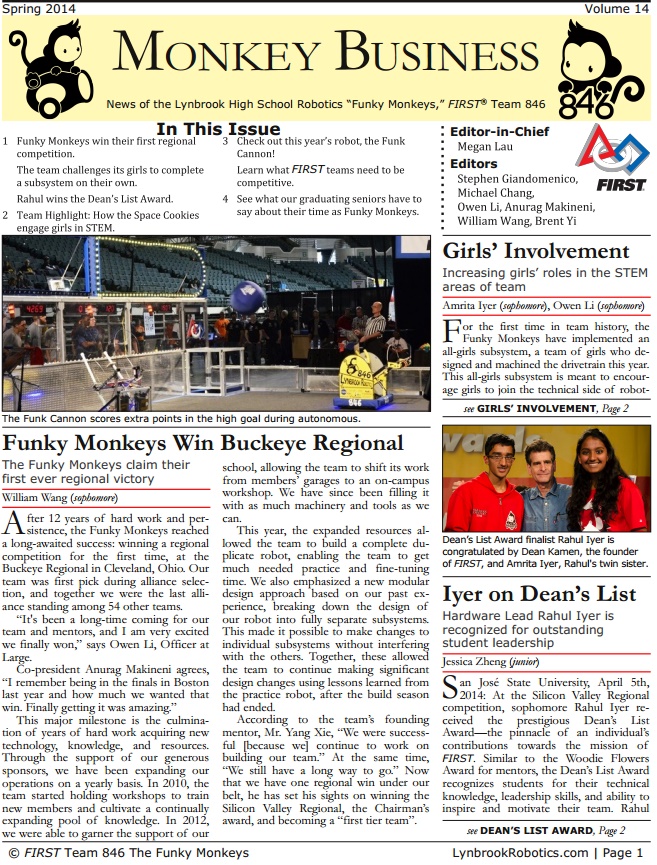 Spring 2014
Volume 14
MONKEY BUSINESS
846
News of the Lynbrook High School Robotics “Funky Monkeys,” FIRST® Team 846
In This Issue
1 Funky Monkeys win their first regional
competition.
The team challenges its girls to complete
a subsystem on their own.
Rahul wins the Dean's List Award.
2 Team Highlight: How the Space Cookies
engage girls in STEM.
3 Check out this year's robot, the Funk
Cannon!
Learn what FIRST teams need to be
competitive.
4 See what our graduating seniors have to
say about their time as Funky Monkeys.
Editor-in-Chief
Megan Lau
Editors
Stephen Giandomenico,
Michael Chang,
Owen Li, Anurag Makineni,
William Wang, Brent Yi
FIRST
846
LYNBROOK
846
The Funk Cannon scores extra points in the high goal during autonomous.
Funky Monkeys Win Buckeye Regional
The Funky Monkeys claim their
first ever regional victory
William Wang (sophomore)
After 12 years of hard work and per-
sistence, the Funky Monkeys reached
a long-awaited success: winning a regional
competition for the first time, at the
Buckeye Regional in Cleveland, Ohio. Our
team was first pick during alliance selec-
tion, and together we were the last alli-
ance standing among 54 other teams.
“It's been a long-time coming for our
team and mentors, and I am very excited
we finally won,” says Owen Li, Officer at
Large.
Co-president Anurag Makineni agrees,
“I remember being in the finals in Boston
last year and how much we wanted that
win. Finally getting it was amazing.”
This major milestone is the culmina-
tion of years of hard work acquiring new
technology, knowledge, and resources.
Through the support of our generous
sponsors, we have been expanding our
operations on a yearly basis. In 2010, the
team started holding workshops to train
new members and cultivate a continually
expanding pool of knowledge. In 2012,
we were able to garner the support of our
school, allowing the team to shift its work
from members' garages to an on-campus
workshop. We have since been filling it
with as much machinery and tools as we
can.
This year, the expanded resources al-
lowed the team to build a complete du-
plicate robot, enabling the team to get
much needed practice and fine-tuning
time. We also emphasized a new modular
design approach based on our past ex-
perience, breaking down the design of
our robot into fully separate subsystems.
This made it possible to make changes to
individual subsystems without interfering
with the others. Together, these allowed
the team to continue making significant
design changes using lessons learned from
the practice robot, after the build season
had ended.
According to the team's founding
mentor, Mr. Yang Xie, “We were success-
ful [because we] continue to work on
building our team.” At the same time,
“We still have a long way to go.” Now
that we have one regional win under our
belt, he has set his sights on winning the
Silicon Valley Regional, the Chairman's
award, and becoming a “first tier team”.
Girls' Involvement
Increasing girls' roles in the STEM
areas of team
Amrita Iyer (sophomore), Owen Li (sophomore)
For the first time in team history, the
Funky Monkeys have implemented an
all-girls subsystem, a team of girls who de-
signed and machined the drivetrain this year.
This all-girls subsystem is meant to encour-
age girls to join the technical side of robot-
see GIRLS' INVOLVEMENT, Page 2
Dean's List Award finalist Rahul Iyer is
congratulated by Dean Kamen, the founder
of FIRST, and Amrita Iyer, Rahul's twin sister.
Iyer on Dean's List
Hardware Lead Rahul Iyer is
recognized for outstanding
student leadership
Jessica Zheng (junior)
San José State University, April 5th,
2014: At the Silicon Valley Regional
competition, sophomore Rahul Iyer re-
ceived the prestigious Dean's List
Award—the pinnacle of an individual's
contributions towards the mission of
FIRST. Similar to the Woodie Flowers
Award for mentors, the Dean's List Award
recognizes students for their technical
knowledge, leadership skills, and ability to
inspire and motivate their team. Rahul
see DEAN'S LIST AWARD, Page 2
© FIRST Team 846 The Funky Monkeys
LynbrookRobotics.com | Page 1